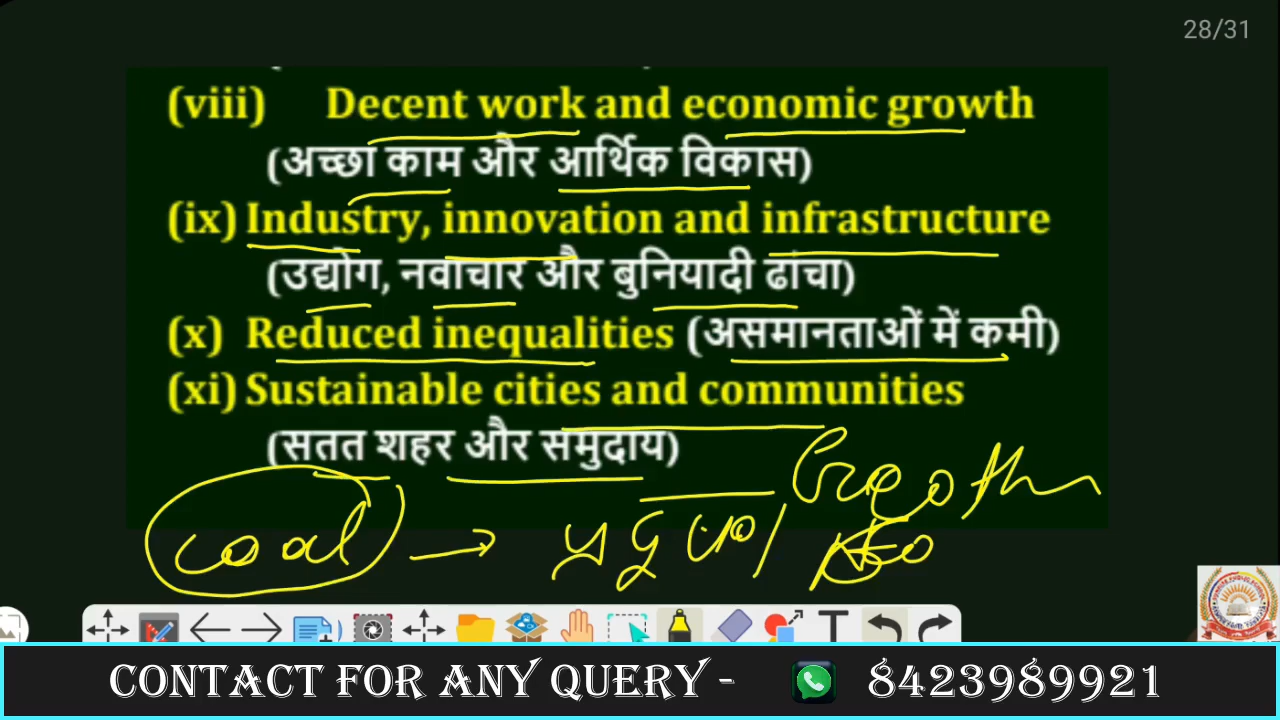 28/31
(viii) Decent work and economic growth
(अच्छा काम और आर्थिक विकास)
(ix) Industry, innovation and infrastructure
(उद्योग, नवाचार और बुनियादी ढांचा)
(x) Reduced inequalities (असमानताओं में कमी)
(xi) Sustainable cities and communities
(सतत शहर और समुदाय)
coal →
CONTACT FOR ANY QUERY - 8423989921